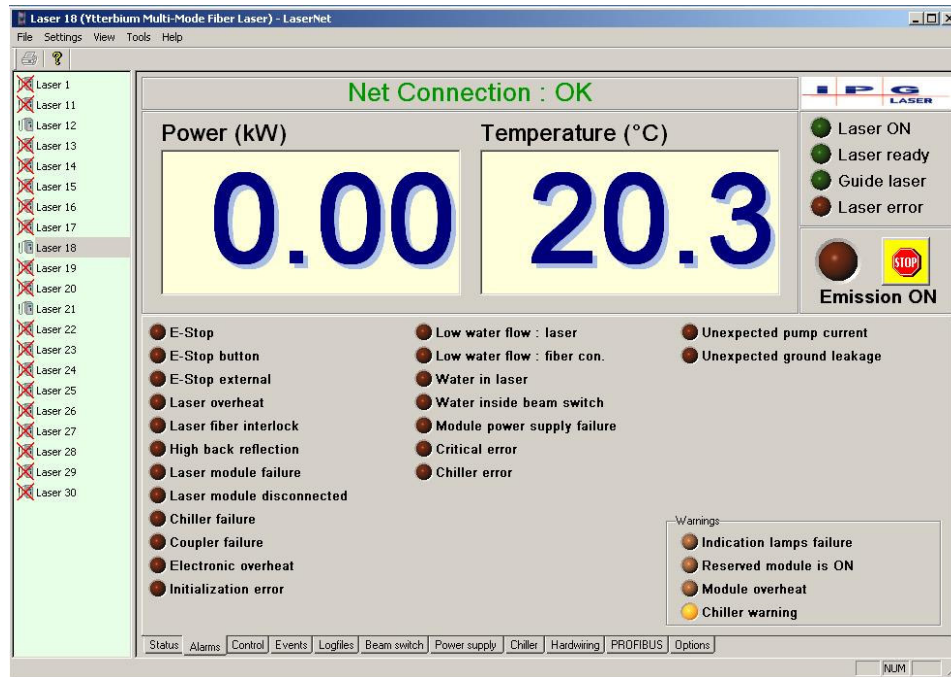 Laser 18 (Ytterbium Multi-Mode Fiber Laser) - LaserNet
File Settings View Tools Help
Laser 1
Laser 11
Laser 12
Laser 13
Laser 14
Laser 15
Laser 16
Laser 17
Laser 18
Laser 19
Laser 20
Laser 21
Laser 22
Laser 23
Laser 24
Laser 25
Laser 26
Laser 27
Laser 28
Laser 29
Laser 30
Net Connection : OK
IPG
LASER
Power (kW)
0.00
Temperature (°C)
20.3
Laser ON
Laser ready
Guide laser
Laser error
STOP
Emission ON
E-Stop
E-Stop button
E-Stop external
Laser overheat
Laser fiber interlock
High back reflection
Laser module failure
Laser module disconnected
Chiller failure
Coupler failure
Electronic overheat
Initialization error
Low water flow : laser
Low water flow : fiber con.
Water in laser
Water inside beam switch
Module power supply failure
Critical error
Chiller error
Unexpected pump current
Unexpected ground leakage
Warnings
Indication lamps failure
Reserved module is ON
Module overheat
Chiller warning
Status Alarms Control Events Logfiles Beam switch Power supply Chiller Hardwiring PROFIBUS Options
NUM